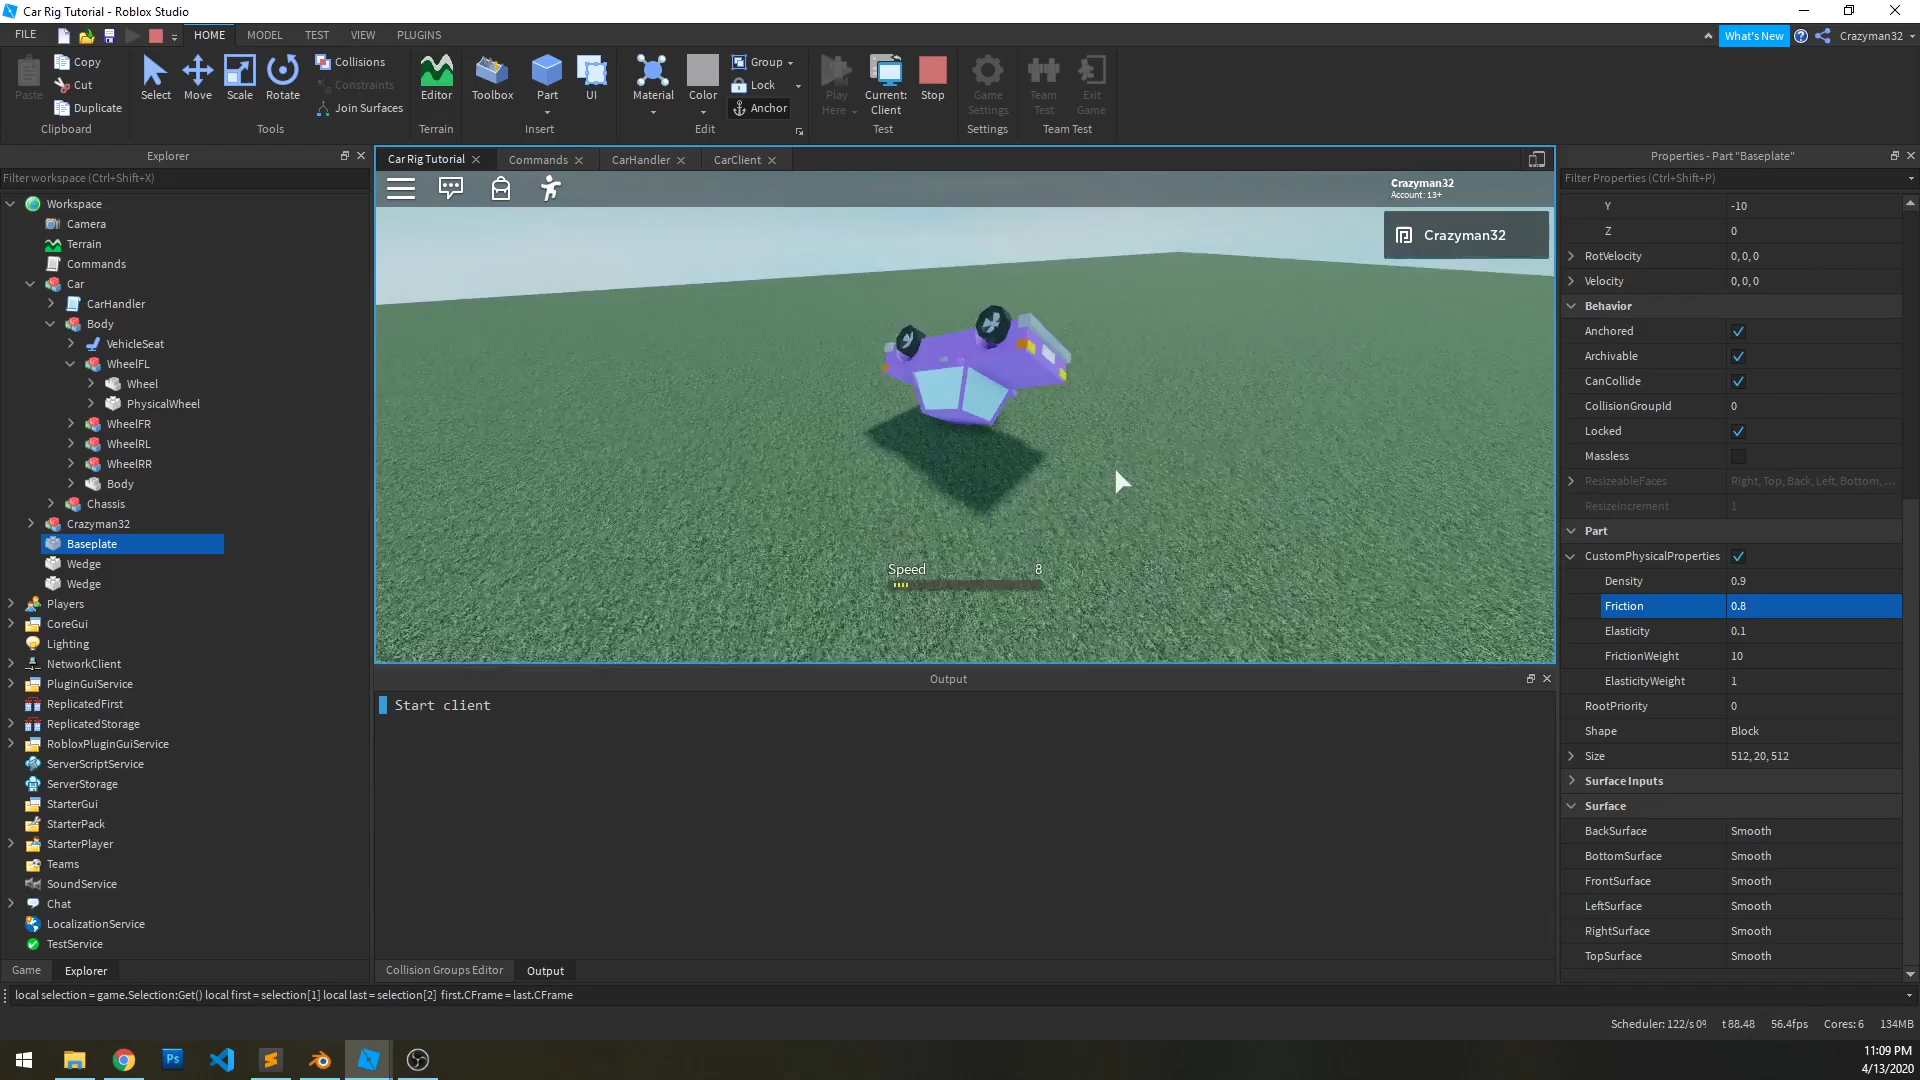 Car Rig Tutorial - Roblox Studio
FILE HOME MODEL TEST VIEW PLUGINS What's New Crazyman32
Paste
Copy
Cut
Duplicate
Clipboard
Select Move Scale Rotate
Collisions
Constraints
Join Surfaces
Tools
Editor
Terrain
Toolbox Part UI
Insert
Material Color
Group
Lock
Anchor
Edit
Play Here
Current: Client
Stop
Test
Game Settings
Settings
Team Test
Exit Game
Team Test
Explorer
Filter workspace (Ctrl+Shift+X)
Workspace
Camera
Terrain
Commands
Car
CarHandler
Body
VehicleSeat
WheelFL
Wheel
PhysicalWheel
WheelFR
WheelRL
WheelRR
Body
Chassis
Crazyman32
Baseplate
Wedge
Wedge
Players
CoreGui
Lighting
NetworkClient
PluginGuiService
ReplicatedFirst
ReplicatedStorage
RobloxPluginGuiService
ServerScriptService
ServerStorage
StarterGui
StarterPack
StarterPlayer
Teams
SoundService
Chat
LocalizationService
TestService
Game Explorer
Car Rig Tutorial Commands CarHandler CarClient
Crazyman32
Account: 13+
Crazyman32
Speed 8
Output
Start client
Collision Groups Editor Output
Properties - Part "Baseplate"
Filter Properties (Ctrl+Shift+P)
Y -10
Z 0
RotVelocity 0, 0, 0
Velocity 0, 0, 0
Behavior
Anchored
Archivable
CanCollide
CollisionGroupId 0
Locked
Massless
ResizeableFaces Right, Top, Back, Left, Bottom, ...
ResizeIncrement 1
Part
CustomPhysicalProperties
Density 0.9
Friction 0.8
Elasticity 0.1
FrictionWeight 10
ElasticityWeight 1
RootPriority 0
Shape Block
Size 512, 20, 512
Surface Inputs
Surface
BackSurface Smooth
BottomSurface Smooth
FrontSurface Smooth
LeftSurface Smooth
RightSurface Smooth
TopSurface Smooth
local selection = game.Selection:Get() local first = selection[1] local last = selection[2] first.CFrame = last.CFrame
Scheduler: 122/s 0% t 88.48 56.4fps Cores: 6 134MB
Ps
11:09 PM
4/13/2020